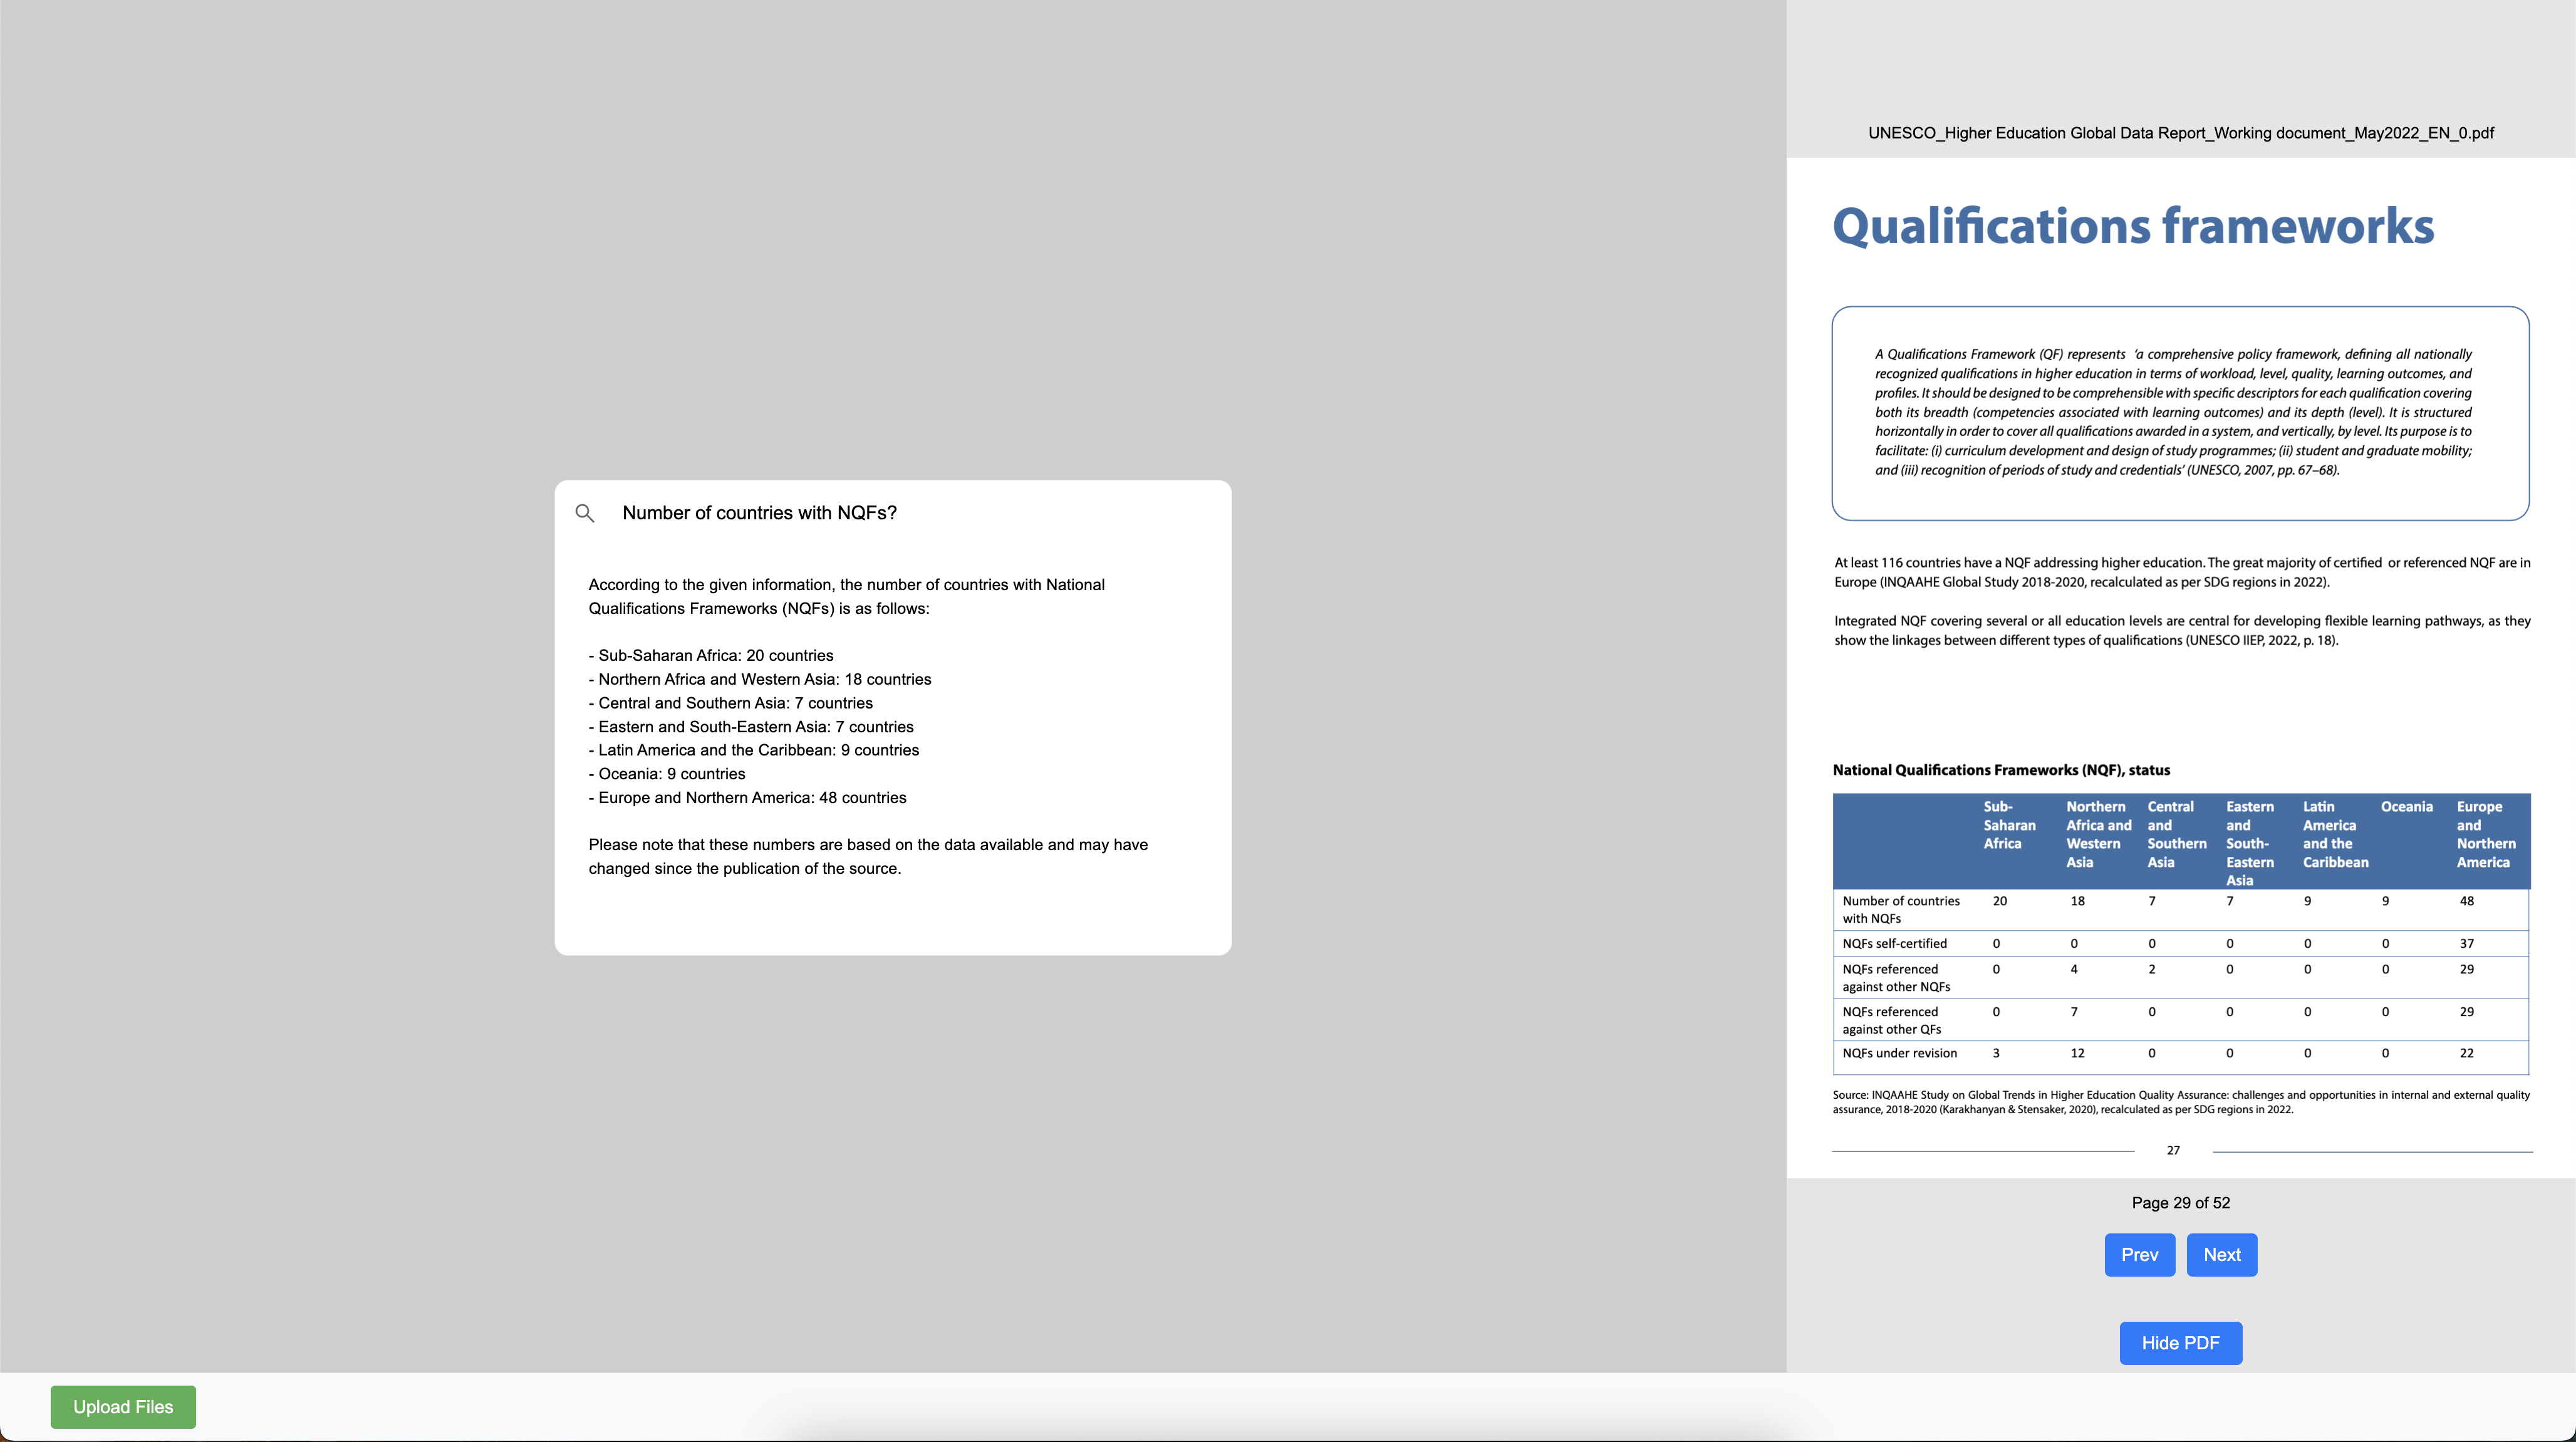 Number of countries with NQFs?
According to the given information, the number of countries with National
Qualifications Frameworks (NQFs) is as follows:
- Sub-Saharan Africa: 20 countries
- Northern Africa and Western Asia: 18 countries
- Central and Southern Asia: 7 countries
- Eastern and South-Eastern Asia: 7 countries
- Latin America and the Caribbean: 9 countries
- Oceania: 9 countries
- Europe and Northern America: 48 countries
Please note that these numbers are based on the data available and may have
changed since the publication of the source.
Upload Files
UNESCO_Higher Education Global Data Report_Working document_May2022_EN_0.pdf
Qualifications frameworks
A Qualifications Framework (QF) represents ‘a comprehensive policy framework, defining all nationally
recognized qualifications in higher education in terms of workload, level, quality, learning outcomes, and
profiles. It should be designed to be comprehensible with specific descriptors for each qualification covering
both its breadth (competencies associated with learning outcomes) and its depth (level). It is structured
horizontally in order to cover all qualifications awarded in a system, and vertically, by level. Its purpose is to
facilitate: (i) curriculum development and design of study programmes; (ii) student and graduate mobility;
and (iii) recognition of periods of study and credentials’ (UNESCO, 2007, pp. 67–68).
At least 116 countries have a NQF addressing higher education. The great majority of certified or referenced NQF are in
Europe (INQAAHE Global Study 2018-2020, recalculated as per SDG regions in 2022).
Integrated NQF covering several or all education levels are central for developing flexible learning pathways, as they
show the linkages between different types of qualifications (UNESCO IIEP, 2022, p. 18).
National Qualifications Frameworks (NQF), status
Sub- Northern Central Eastern Latin Oceania Europe
Saharan Africa and and and America and
Africa Western Southern South- and the Northern
Asia Asia Eastern Caribbean America
Asia
Number of countries 20 18 7 7 9 9 48
with NQFs
NQFs self-certified 0 0 0 0 0 0 37
NQFs referenced 0 4 2 0 0 0 29
against other NQFs
NQFs referenced 0 7 0 0 0 0 29
against other QFs
NQFs under revision 3 12 0 0 0 0 22
Source: INQAAHE Study on Global Trends in Higher Education Quality Assurance: challenges and opportunities in internal and external quality
assurance, 2018-2020 (Karakhanyan & Stensaker, 2020), recalculated as per SDG regions in 2022.
27
Page 29 of 52
Prev Next
Hide PDF